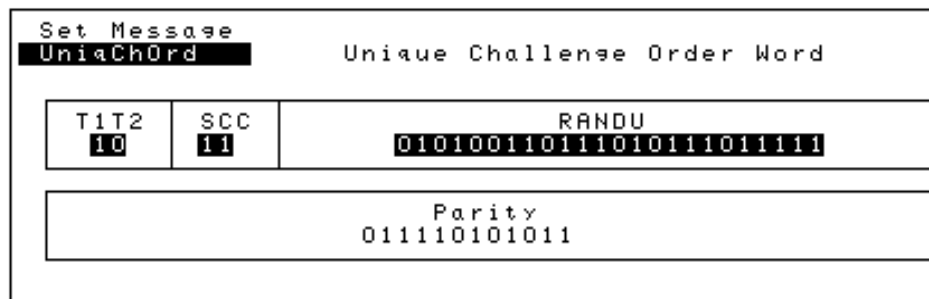 Set Message
UniqChOrd Unique Challenge Order Word
T1T2 SCC RANDU
10 11 010100110111010111011111
Parity
011110101011